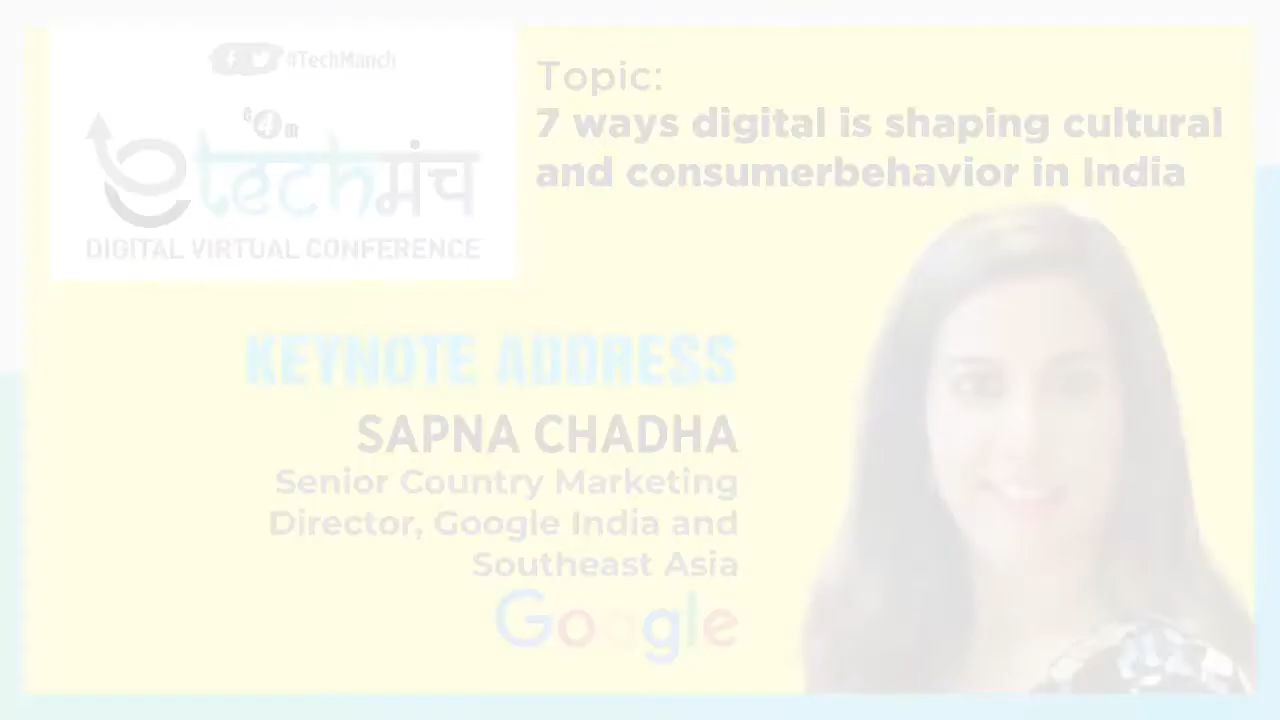 #TechManch
e4m
techमंच
DIGITAL VIRTUAL CONFERENCE
Topic:
7 ways digital is shaping cultural
and consumerbehavior in India
KEYNOTE ADDRESS
SAPNA CHADHA
Senior Country Marketing
Director, Google India and
Southeast Asia
Google